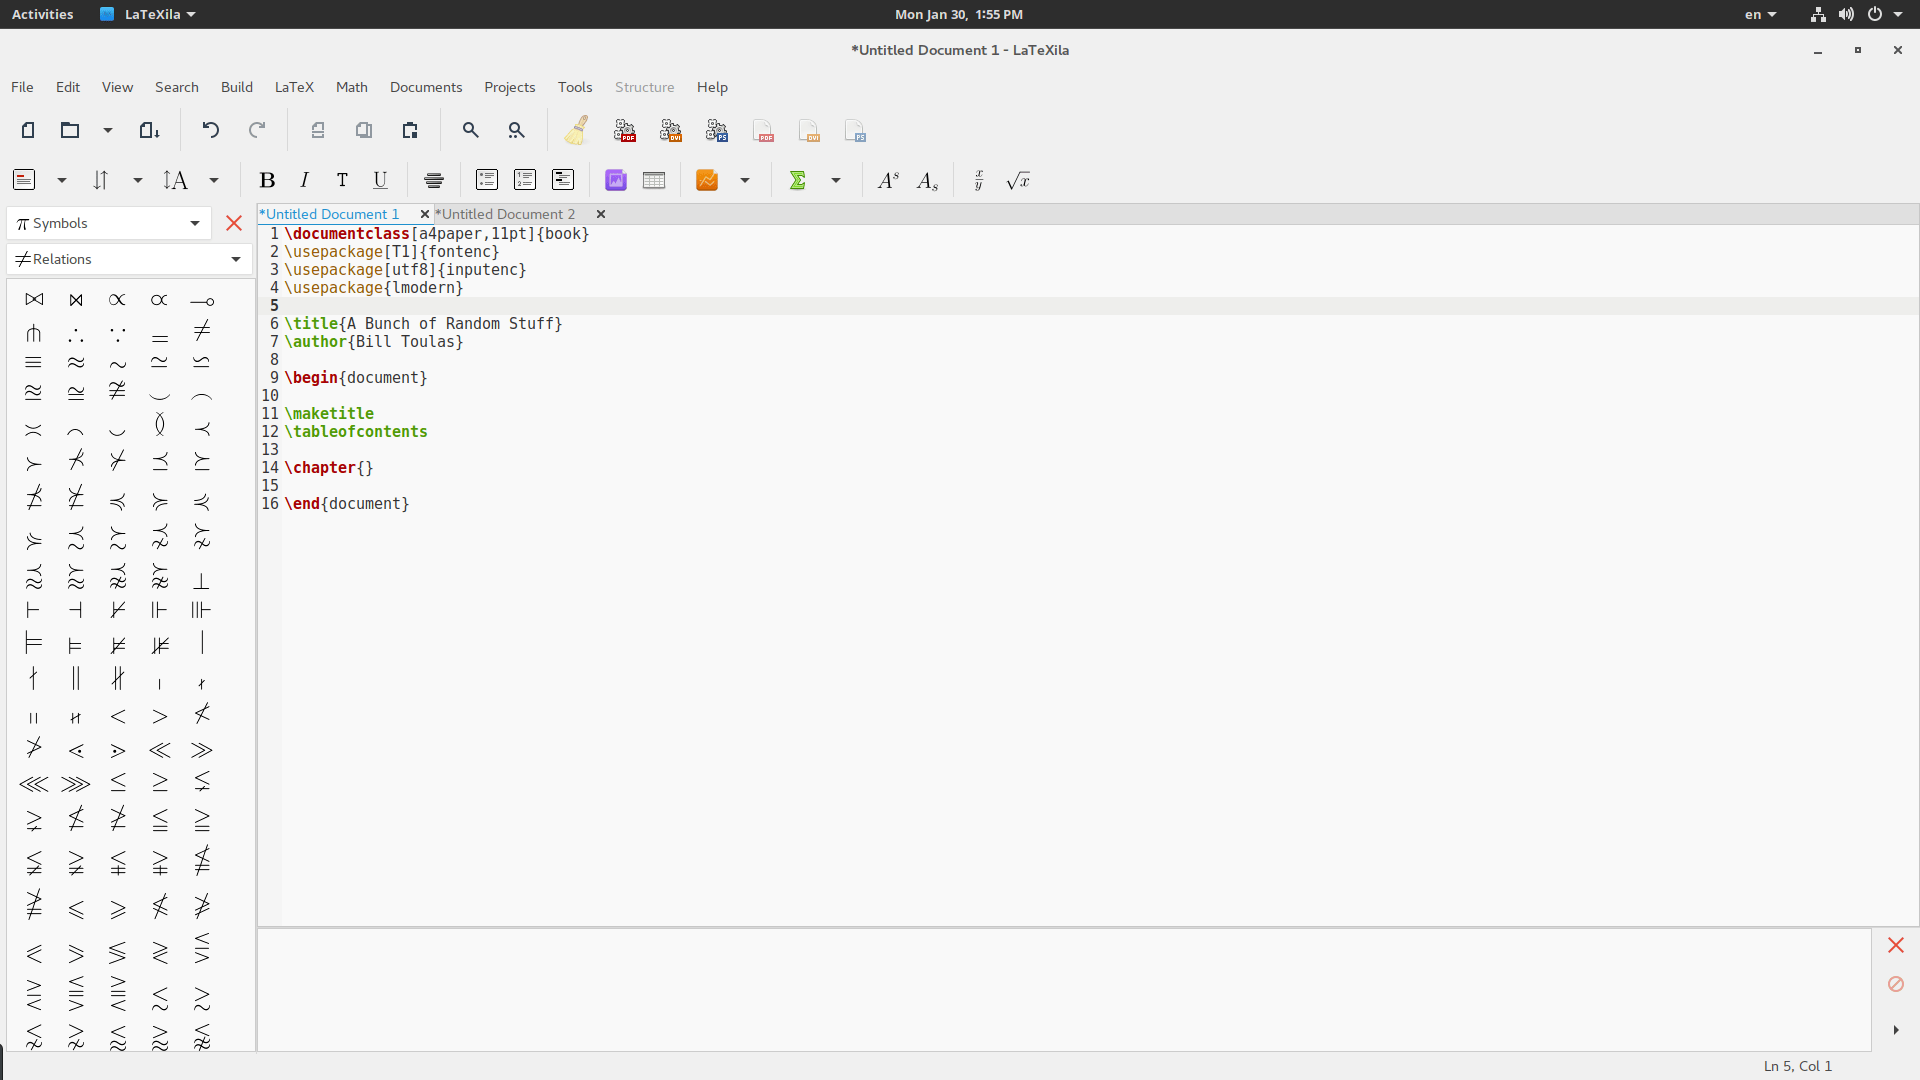 Activities LaTeXila Mon Jan 30, 1:55 PM en
*Untitled Document 1 - LaTeXila
File Edit View Search Build LaTeX Math Documents Projects Tools Structure Help
Symbols
Relations
*Untitled Document 1 *Untitled Document 2
1 \documentclass[a4paper,11pt]{book}
2 \usepackage[T1]{fontenc}
3 \usepackage[utf8]{inputenc}
4 \usepackage{lmodern}
5
6 \title{A Bunch of Random Stuff}
7 \author{Bill Toulas}
8
9 \begin{document}
10
11 \maketitle
12 \tableofcontents
13
14 \chapter{}
15
16 \end{document}
Ln 5, Col 1